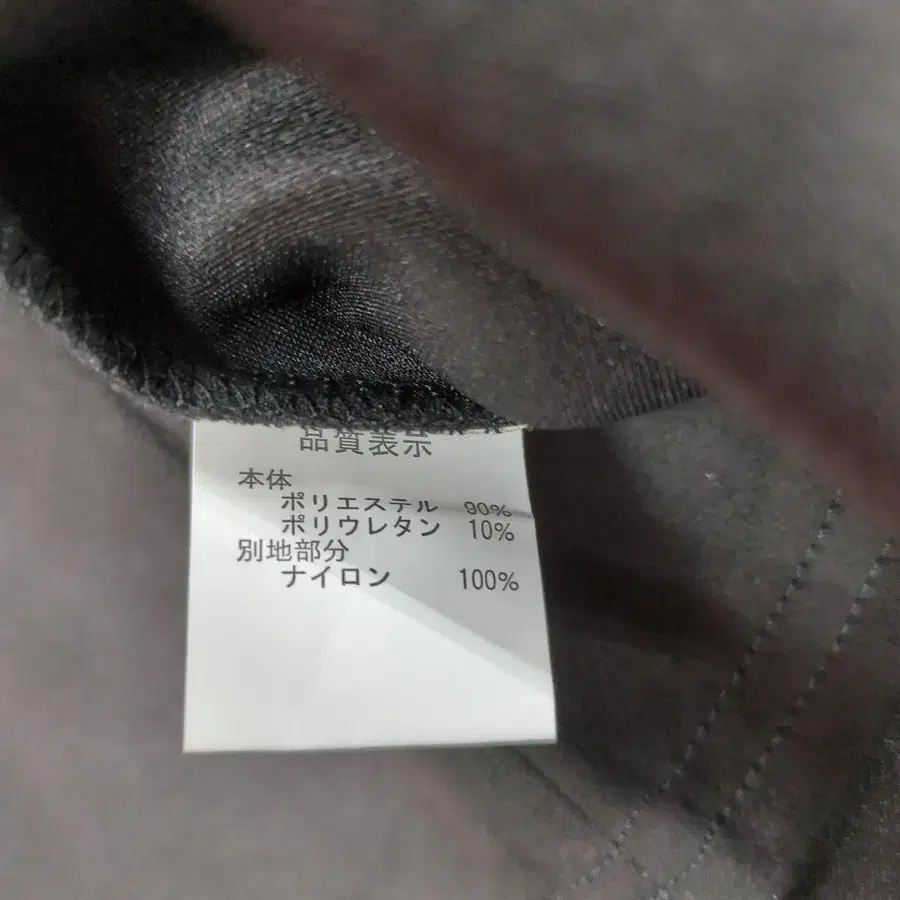 品質表示
本体
ポリエステル 90%
ポリウレタン 10%
別地部分
ナイロン 100%